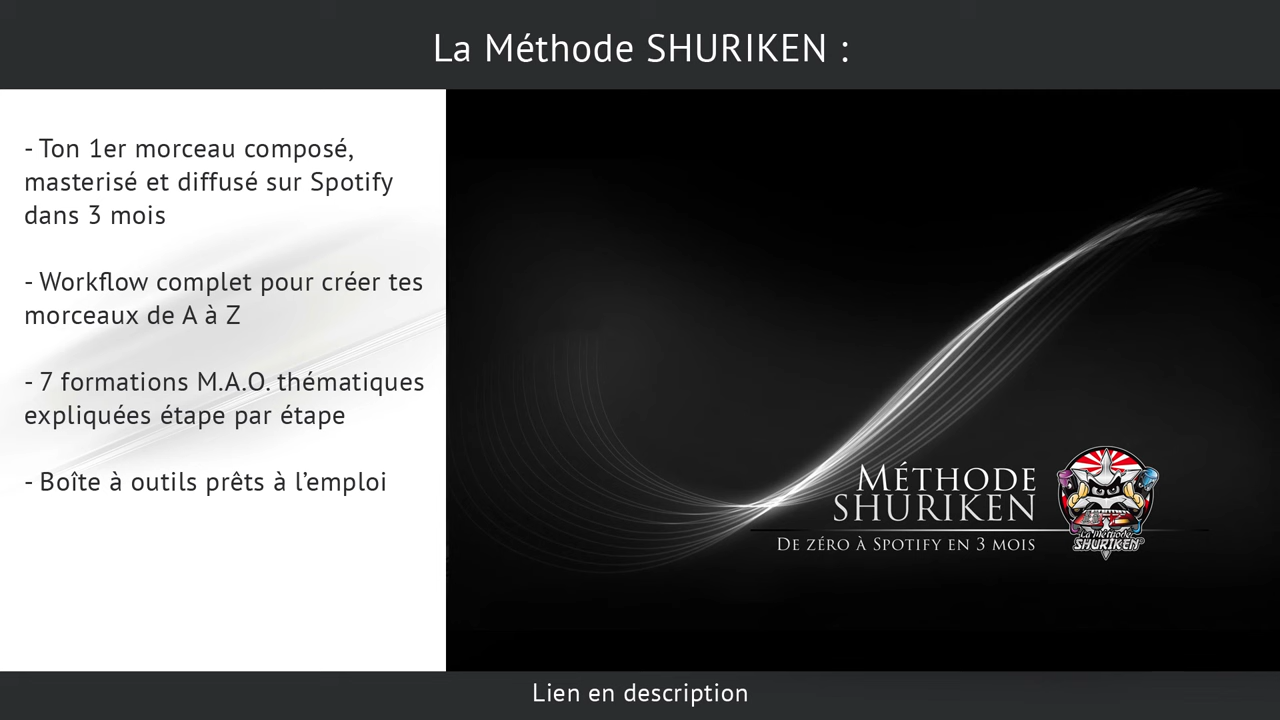 La Méthode SHURIKEN :
- Ton 1er morceau composé,
masterisé et diffusé sur Spotify
dans 3 mois
- Workflow complet pour créer tes
morceaux de A à Z
- 7 formations M.A.O. thématiques
expliquées étape par étape
- Boîte à outils prêts à l’emploi
MÉTHODE
SHURIKEN
DE ZÉRO À SPOTIFY EN 3 MOIS
La Méthode
SHURIKEN
Lien en description